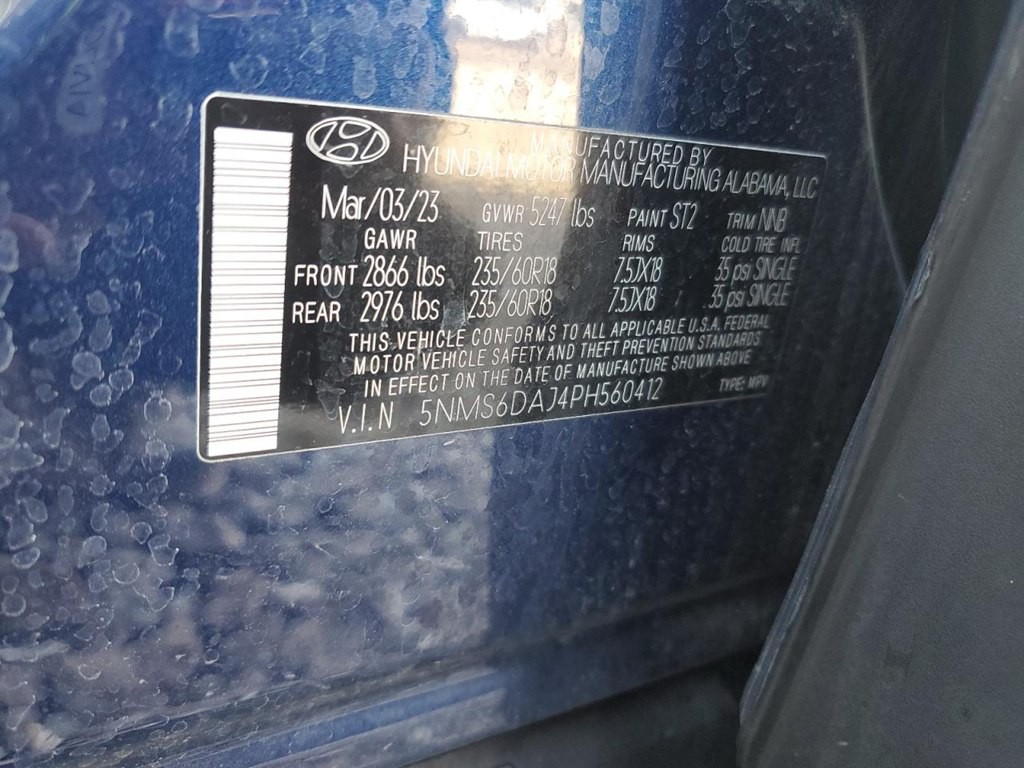 MANUFACTURED BY
HYUNDAI MOTOR MANUFACTURING ALABAMA, LLC
Mar/03/23 GVWR 5247 lbs PAINT ST2 TRIM NNB
GAWR TIRES RIMS COLD TIRE INFL
FRONT 2866 lbs 235/60R18 7.5JX18 35 psi SINGLE
REAR 2976 lbs 235/60R18 7.5JX18 35 psi SINGLE
THIS VEHICLE CONFORMS TO ALL APPLICABLE U.S.A. FEDERAL
MOTOR VEHICLE SAFETY AND THEFT PREVENTION STANDARDS
IN EFFECT ON THE DATE OF MANUFACTURE SHOWN ABOVE
V.I.N 5NMS6DAJ4PH560412 TYPE: MPV